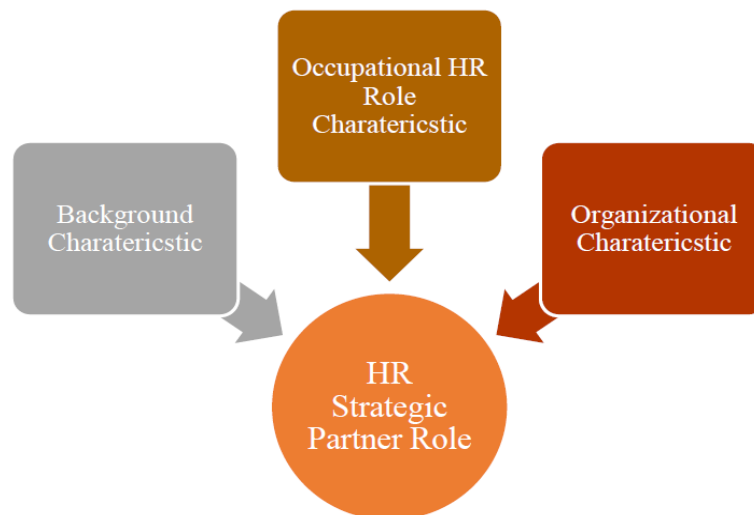 Occupational HR
Role
Charatericstic
Background
Charatericstic
Organizational
Charatericstic
HR
Strategic
Partner Role